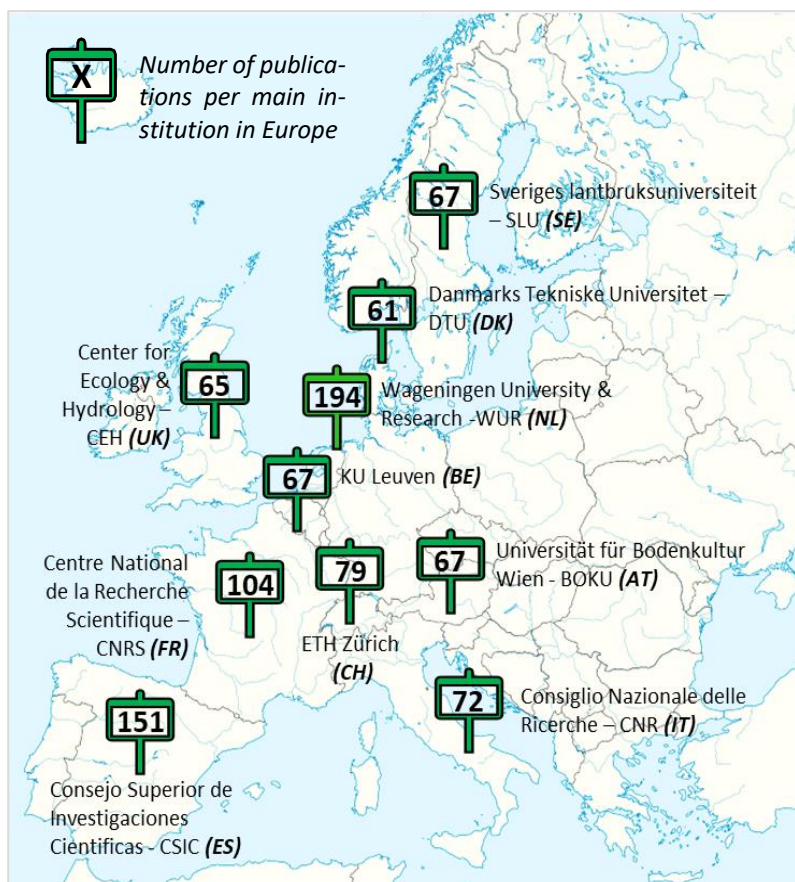 X
Number of publica-
tions per main in-
stitution in Europe
67
Sveriges lantbruksuniversiteit
– SLU (SE)
61
Danmarks Tekniske Universitet –
DTU (DK)
Center for
Ecology &
Hydrology –
CEH (UK)
65
194
Wageningen University &
Research -WUR (NL)
67
KU Leuven (BE)
Centre National
de la Recherche
Scientifique –
CNRS (FR)
104
79
ETH Zürich
(CH)
67
Universität für Bodenkultur
Wien - BOKU (AT)
72
Consiglio Nazionale delle
Ricerche – CNR (IT)
151
Consejo Superior de
Investigaciones
Científicas - CSIC (ES)